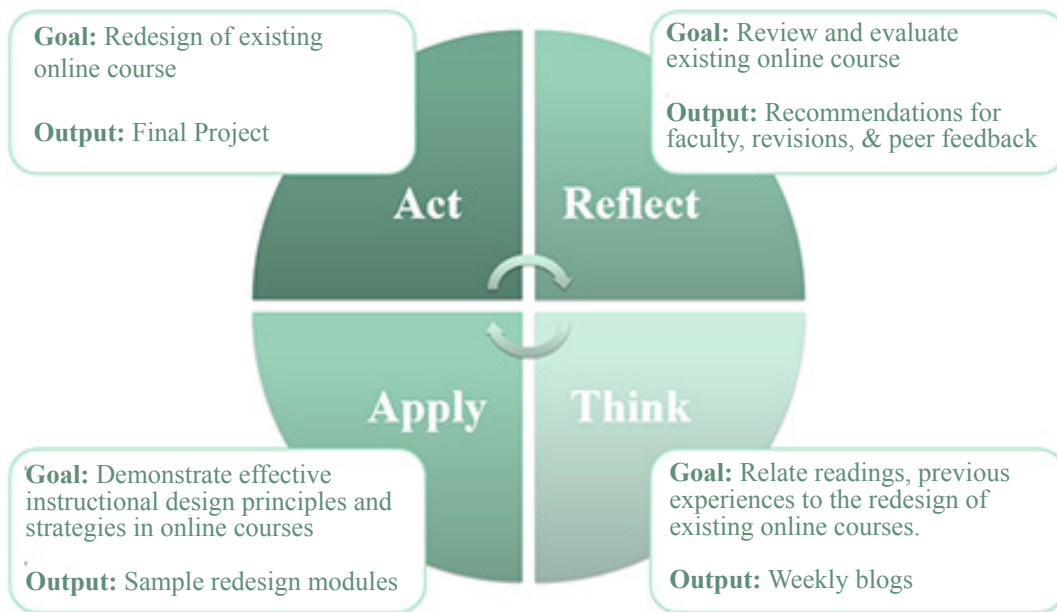 Goal: Redesign of existing
online course
Output: Final Project
Goal: Review and evaluate
existing online course
Output: Recommendations for
faculty, revisions, & peer feedback
Act
Reflect
Apply
Think
Goal: Demonstrate effective
instructional design principles and
strategies in online courses
Output: Sample redesign modules
Goal: Relate readings, previous
experiences to the redesign of
existing online courses.
Output: Weekly blogs